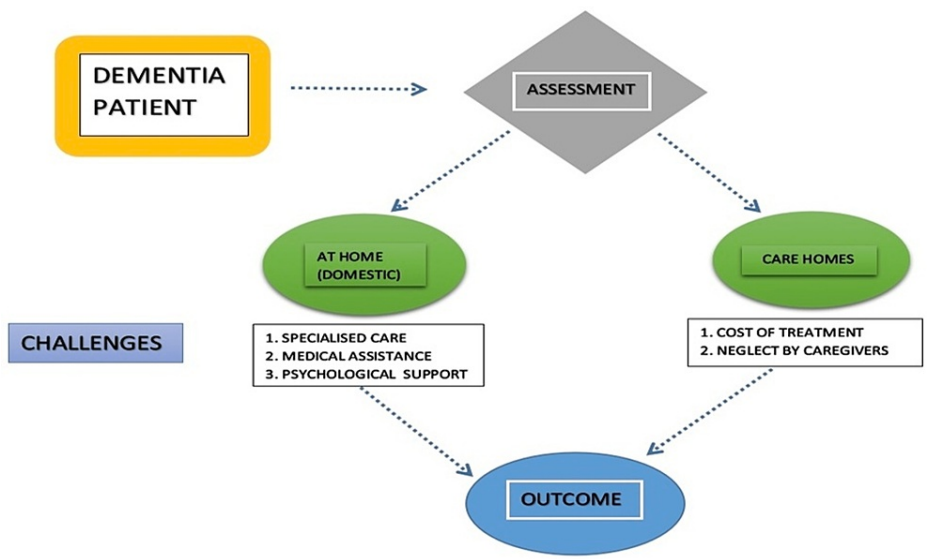 DEMENTIA
PATIENT
ASSESSMENT
AT HOME
(DOMESTIC)
CARE HOMES
CHALLENGES
1. SPECIALISED CARE
2. MEDICAL ASSISTANCE
3. PSYCHOLOGICAL SUPPORT
1. COST OF TREATMENT
2. NEGLECT BY CAREGIVERS
OUTCOME